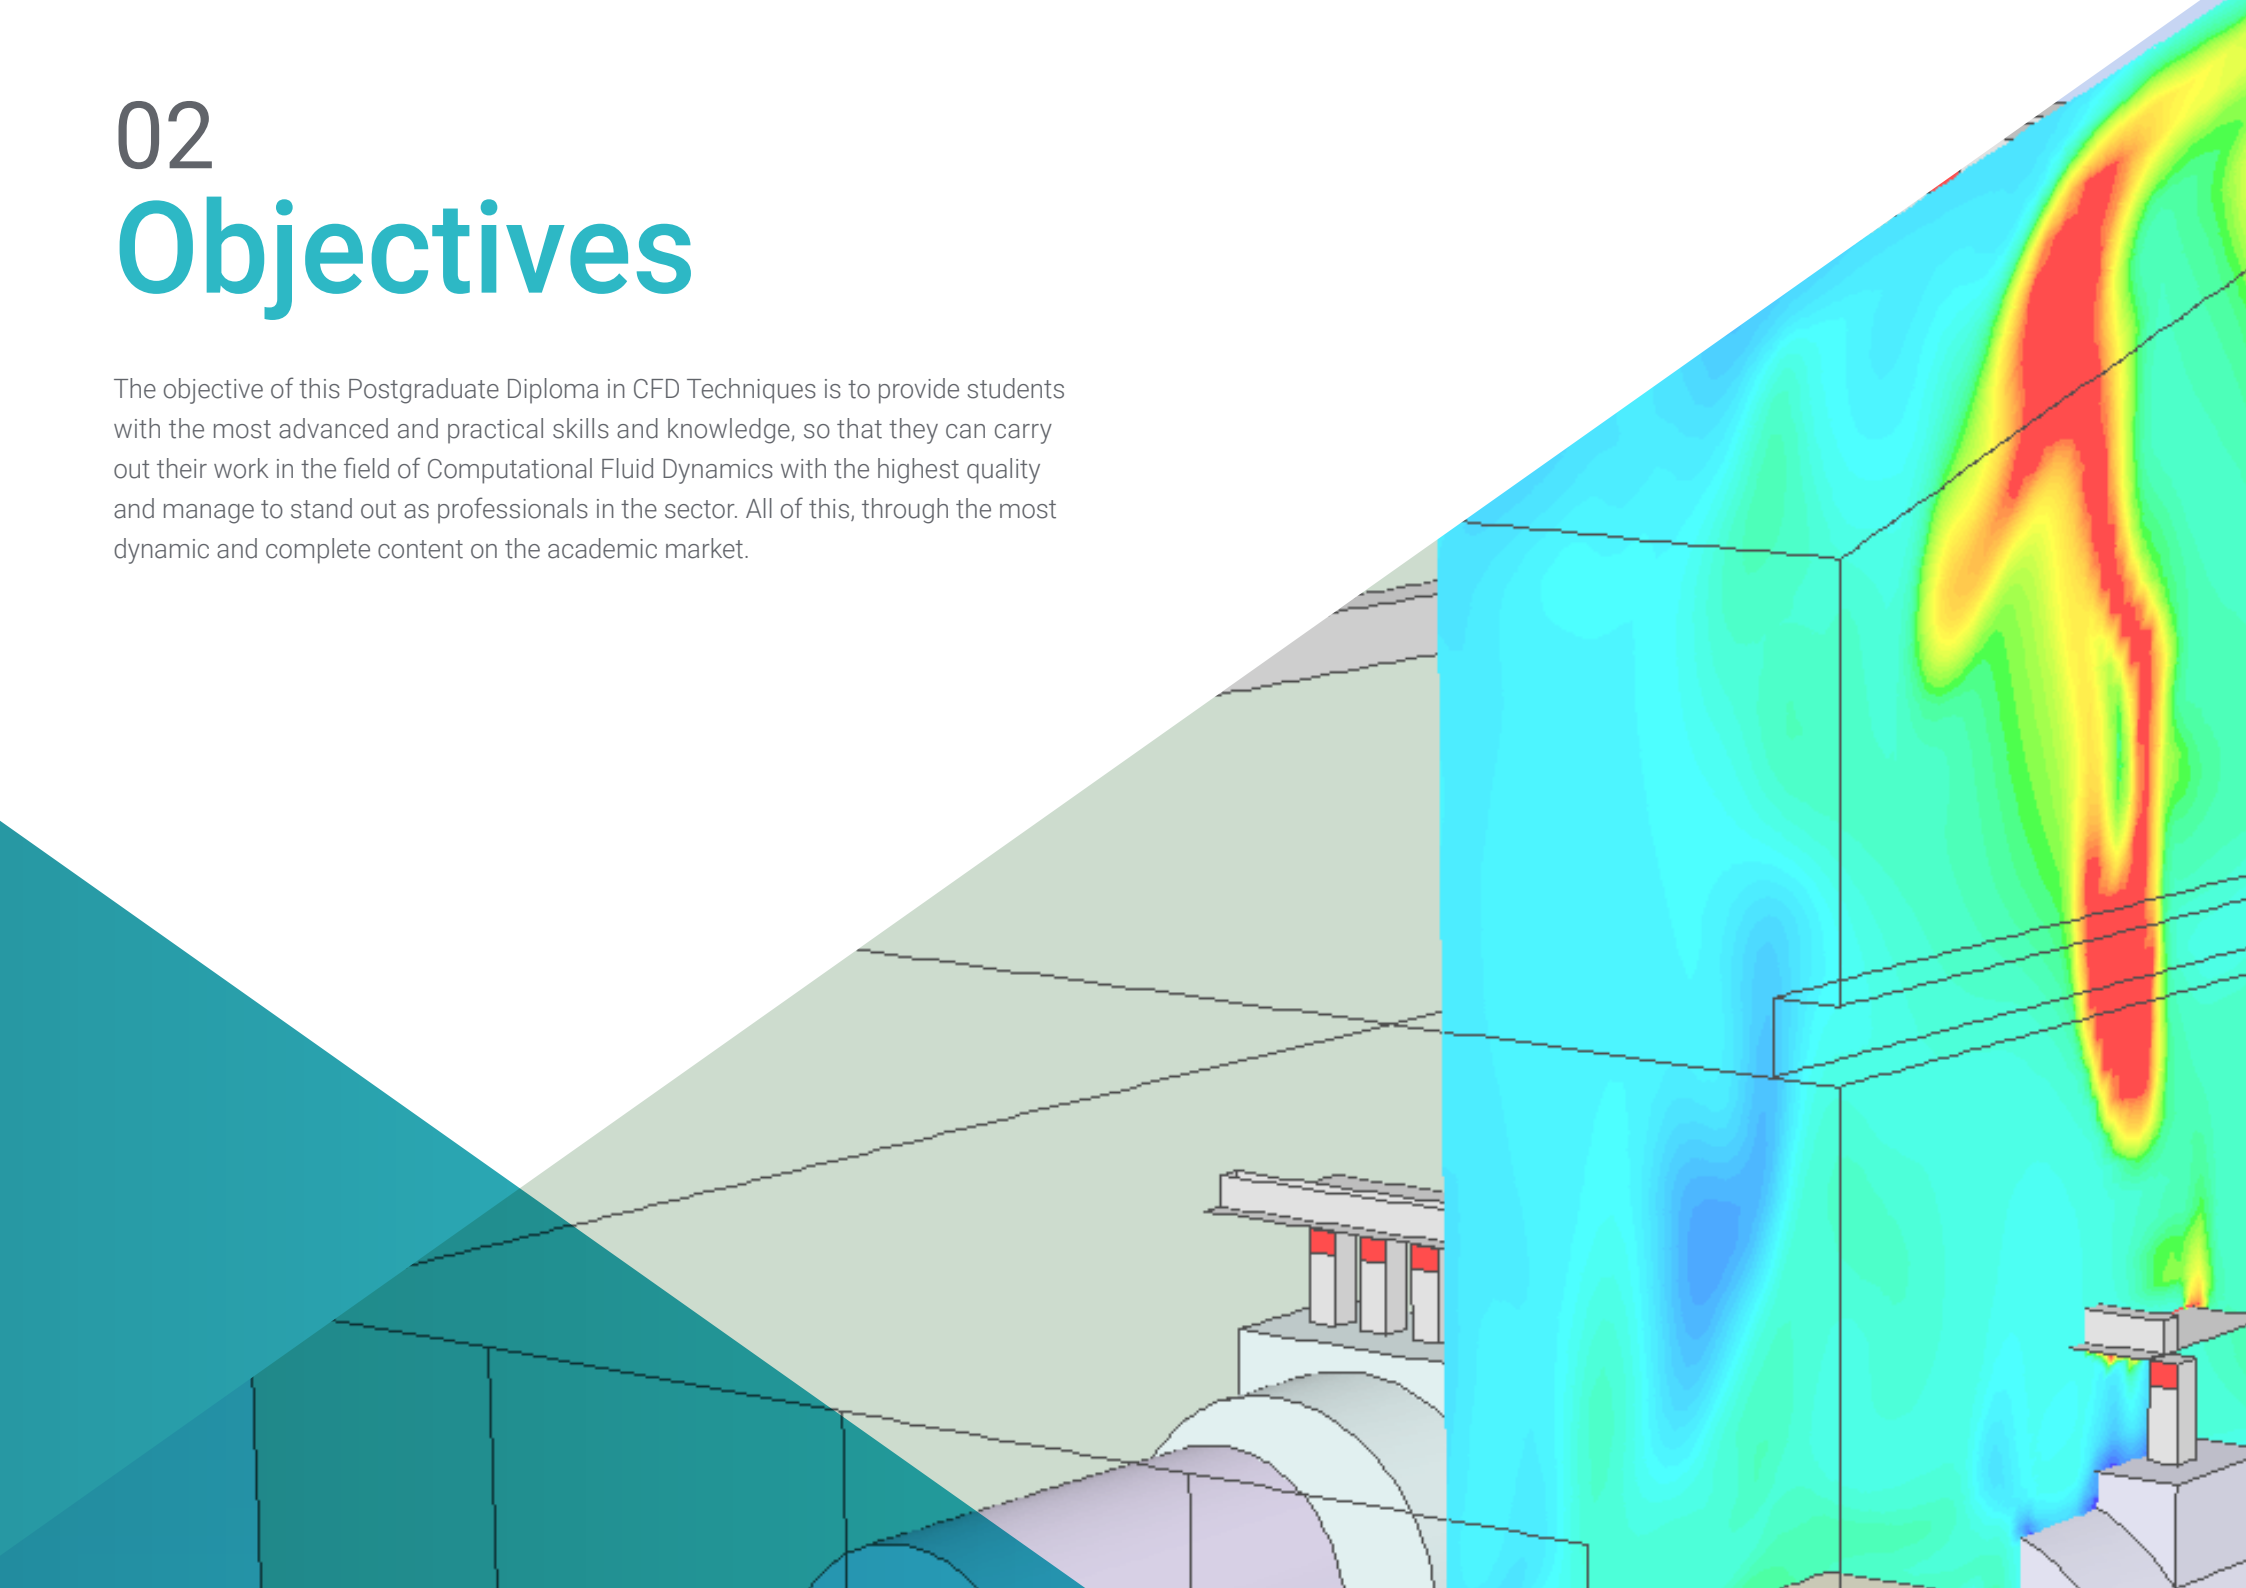 02
Objectives
The objective of this Postgraduate Diploma in CFD Techniques is to provide students
with the most advanced and practical skills and knowledge, so that they can carry
out their work in the field of Computational Fluid Dynamics with the highest quality
and manage to stand out as professionals in the sector. All of this, through the most
dynamic and complete content on the academic market.